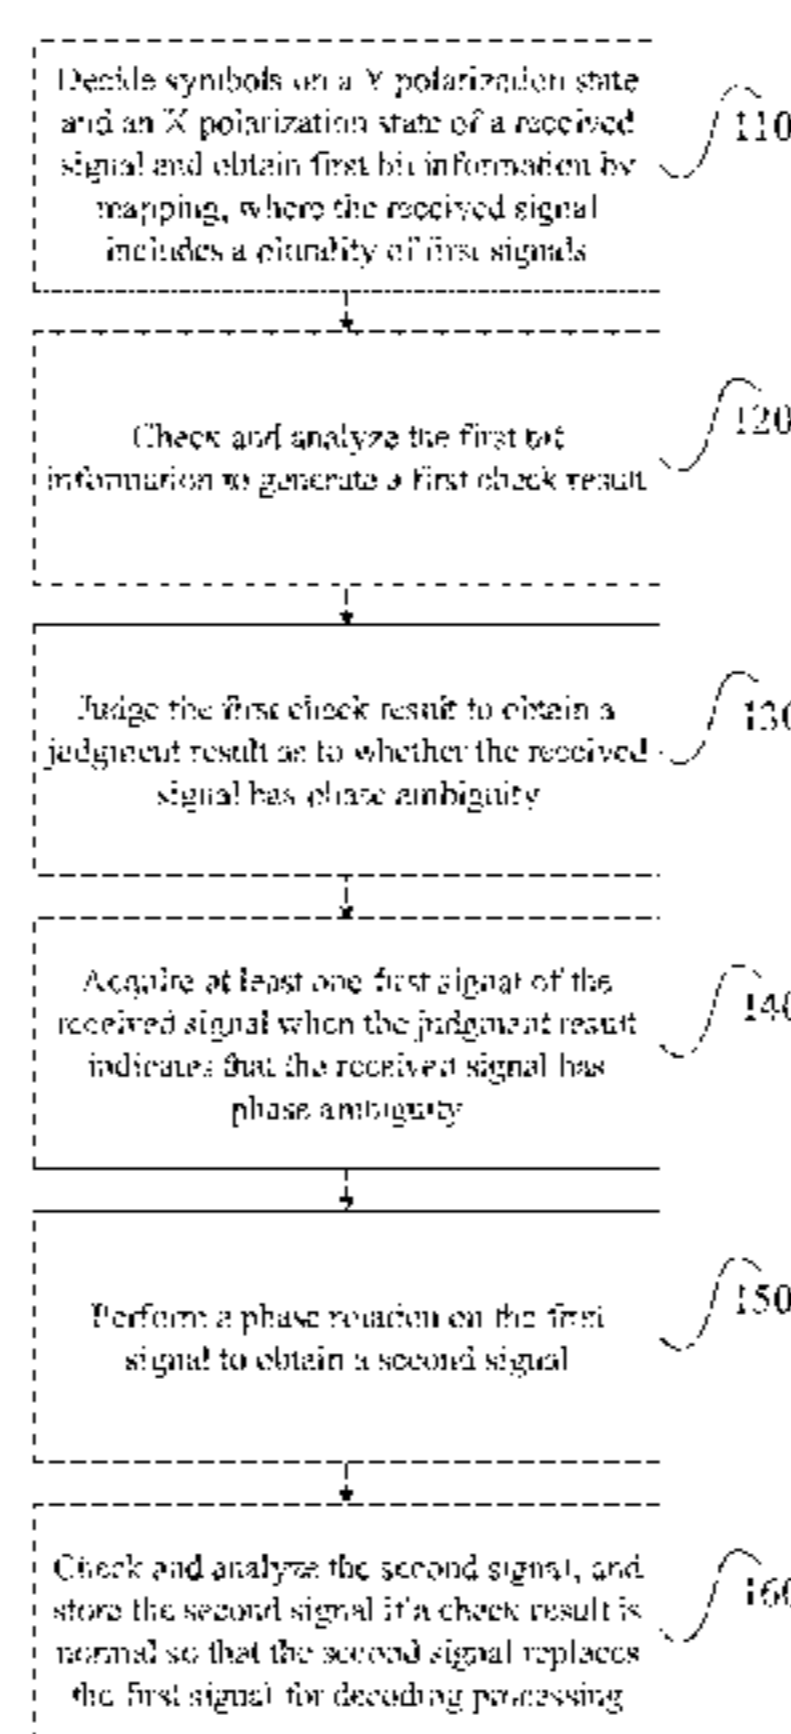 Decide symbols on a Y polarization state
and an X polarization state of a received
signal and obtain first bit information by
mapping, where the received signal
includes a plurality of first signals
110
Check and analyze the first bit
information to generate a first check result
120
Judge the first check result to obtain a
judgment result as to whether the received
signal has phase ambiguity
130
Acquire at least one first signal of the
received signal when the judgment result
indicates that the received signal has
phase ambiguity
140
Perform a phase rotation on the first
signal to obtain a second signal
150
Check and analyze the second signal, and
store the second signal if a check result is
normal so that the second signal replaces
the first signal for decoding processing
160